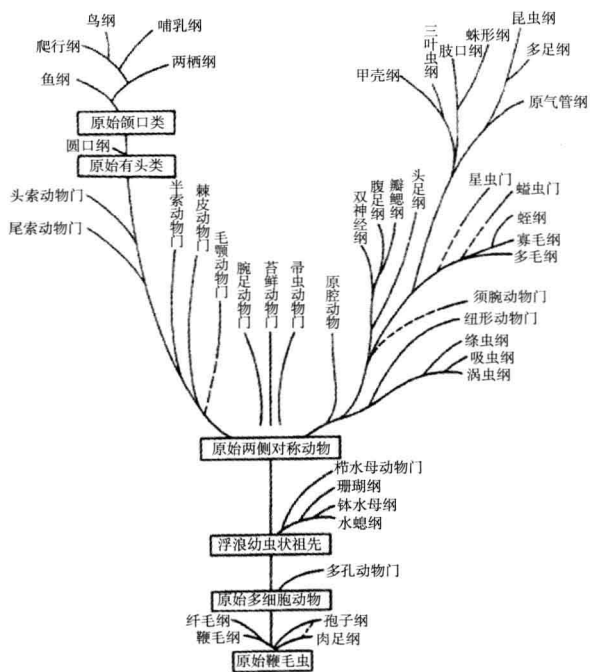 鸟纲
哺乳纲
爬行纲
两栖纲
鱼纲
原始颌口类
圆口纲
原始有头类
头索动物门
尾索动物门
半索动物门
棘皮动物门
毛颚动物门
腕足动物门
苔鲜动物门
帚虫动物门
原腔动物
双神经纲
腹足纲
瓣鳃纲
头足纲
甲壳纲
三叶虫纲
肢口纲
蛛形纲
昆虫纲
多足纲
原气管纲
星虫门
螠虫门
蛭纲
寡毛纲
多毛纲
须腕动物门
纽形动物门
绦虫纲
吸虫纲
涡虫纲
原始两侧对称动物
栉水母动物门
珊瑚纲
钵水母纲
水螅纲
浮浪幼虫状祖先
多孔动物门
原始多细胞动物
纤毛纲
孢子纲
鞭毛纲
肉足纲
原始鞭毛虫